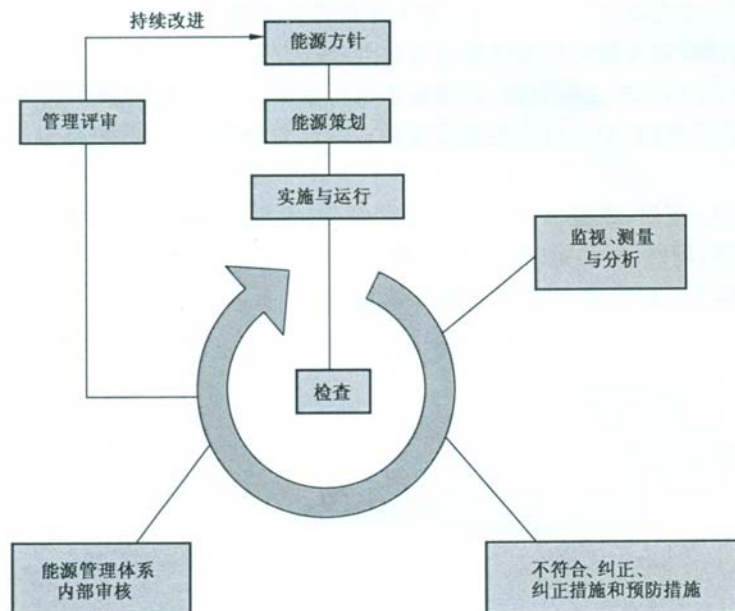 持续改进
能源方针
管理评审
能源策划
实施与运行
监视、测量
与分析
检查
能源管理体系
内部审核
不符合、纠正、
纠正措施和预防措施